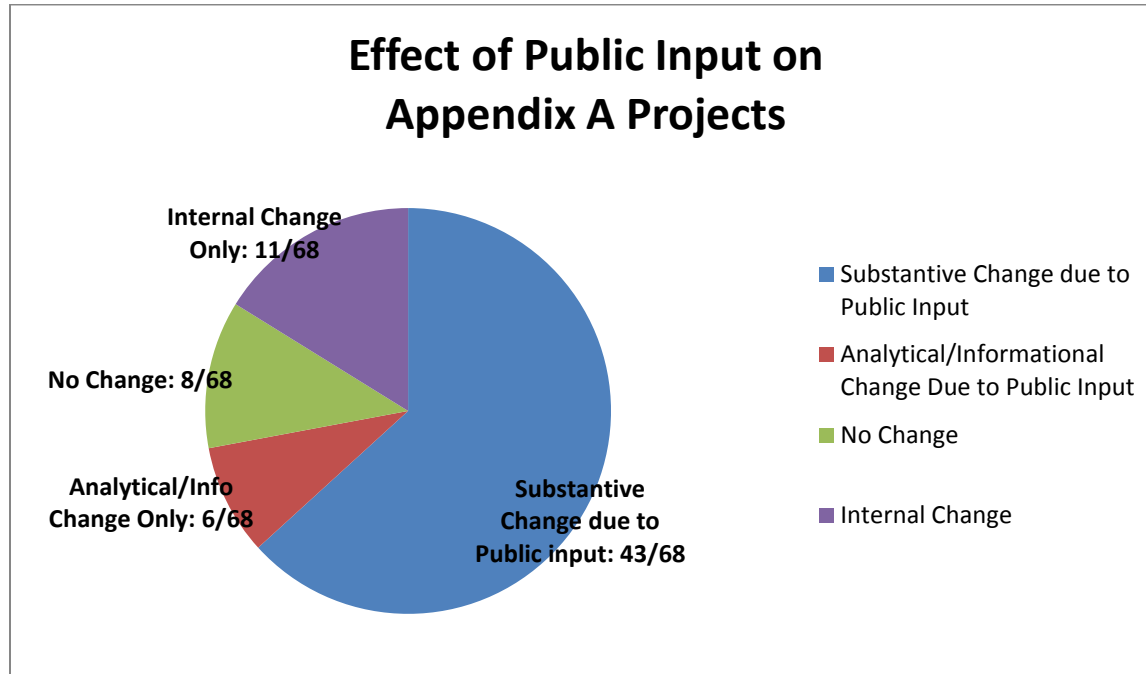 Effect of Public Input on
Appendix A Projects
Internal Change
Only: 11/68
No Change: 8/68
Analytical/Info
Change Only: 6/68
Substantive
Change due to
Public input: 43/68
Substantive Change due to
Public Input
Analytical/Informational
Change Due to Public Input
No Change
Internal Change